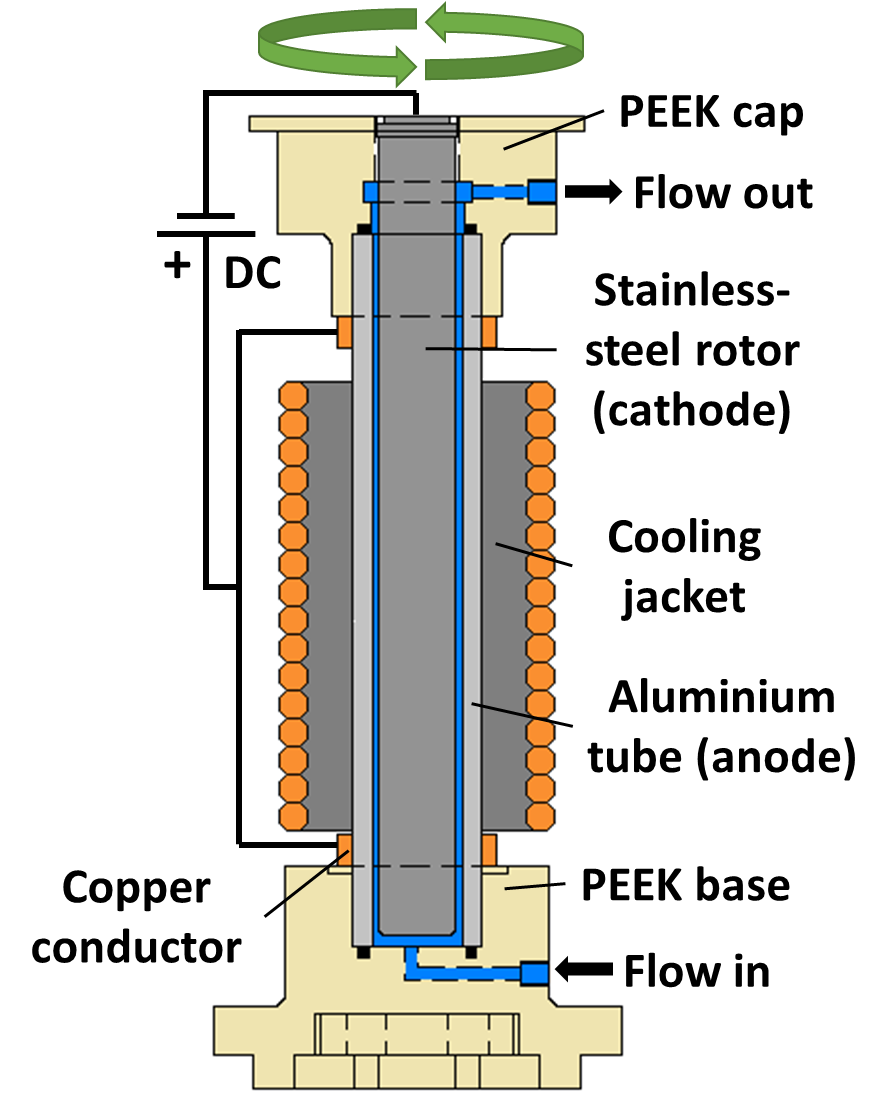 PEEK cap
Flow out
+ DC
Stainless-
steel rotor
(cathode)
Cooling
jacket
Aluminium
tube (anode)
Copper
conductor
PEEK base
Flow in